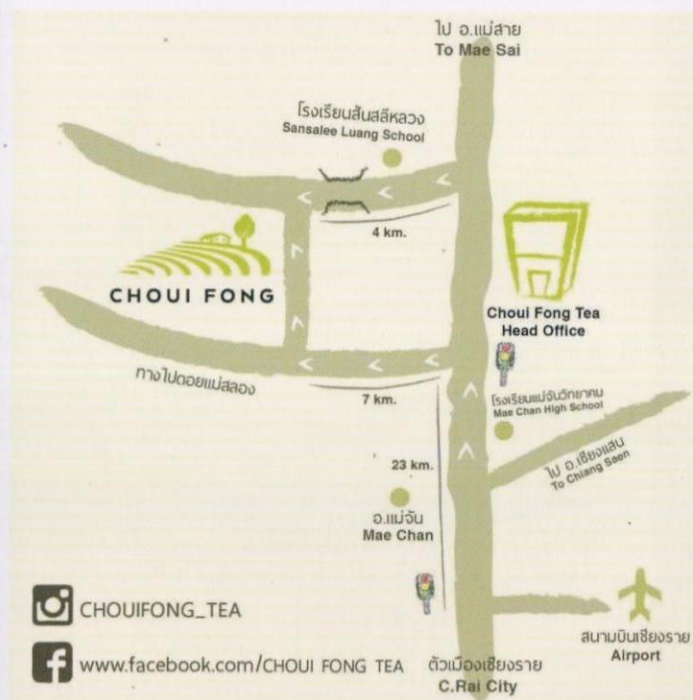 ไป อ.แม่สาย
To Mae Sai
โรงเรียนสันสลีหลวง
Sansalee Luang School
4 km.
CHOUI FONG
Choui Fong Tea
Head Office
ทางไปดอยแม่สลอง
7 km.
โรงเรียนแม่จันวิทยาคม
Mae Chan High School
ไป อ.เชียงแสน
To Chiang Saen
23 km.
อ.แม่จัน
Mae Chan
CHOUIFONG_TEA
สนามบินเชียงราย
Airport
www.facebook.com/CHOUI FONG TEA
ตัวเมืองเชียงราย
C.Rai City